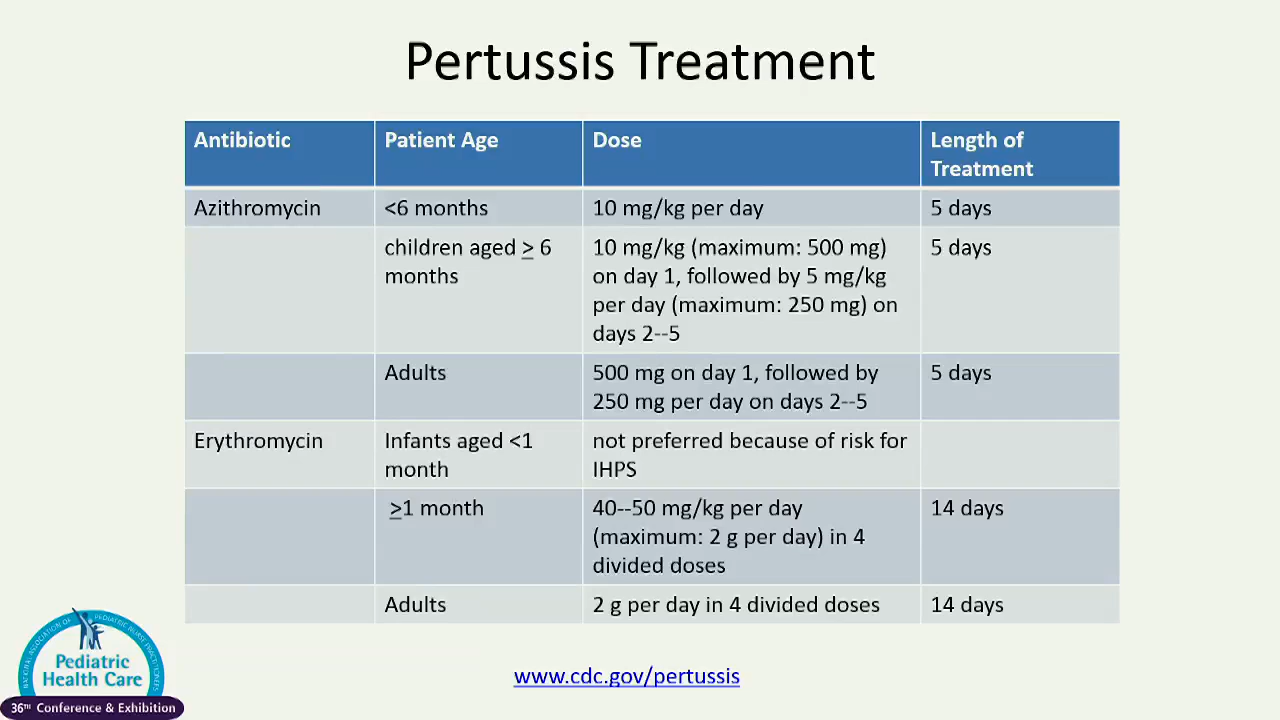 Pertussis Treatment
Antibiotic
Patient Age
Dose
Length of
Treatment
Azithromycin
<6 months
10 mg/kg per day
5 days
children aged ≥ 6
months
10 mg/kg (maximum: 500 mg)
on day 1, followed by 5 mg/kg
per day (maximum: 250 mg) on
days 2--5
5 days
Adults
500 mg on day 1, followed by
250 mg per day on days 2--5
5 days
Erythromycin
Infants aged <1
month
not preferred because of risk for
IHPS
≥1 month
40--50 mg/kg per day
(maximum: 2 g per day) in 4
divided doses
14 days
Adults
2 g per day in 4 divided doses
14 days
www.cdc.gov/pertussis
NATIONAL ASSOCIATION OF PEDIATRIC NURSE PRACTITIONERS
Pediatric
Health Care
36TH Conference & Exhibition